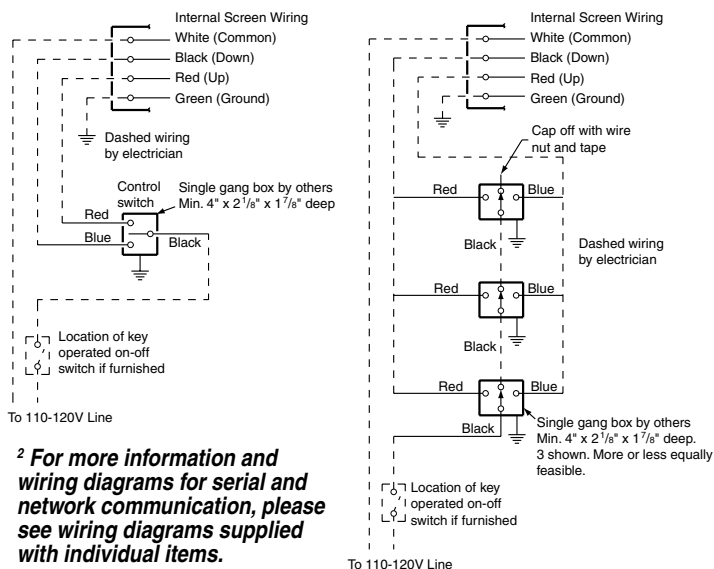 Internal Screen Wiring
White (Common)
Black (Down)
Red (Up)
Green (Ground)
Dashed wiring
by electrician
Control
switch
Single gang box by others
Min. 4" x 2 1/8" x 1 7/8" deep
Red
Blue
Black
Location of key
operated on-off
switch if furnished
To 110-120V Line
2 For more information and
wiring diagrams for serial and
network communication, please
see wiring diagrams supplied
with individual items.
Internal Screen Wiring
White (Common)
Black (Down)
Red (Up)
Green (Ground)
Cap off with wire
nut and tape
Red
Blue
Black
Dashed wiring
by electrician
Red
Blue
Black
Red
Blue
Black
Single gang box by others
Min. 4" x 2 1/8" x 1 7/8" deep.
3 shown. More or less equally
feasible.
Location of key
operated on-off
switch if furnished
To 110-120V Line